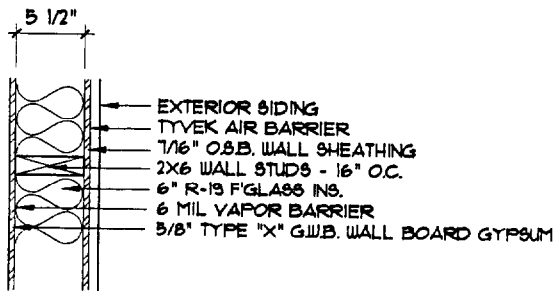 5 1/2"
EXTERIOR SIDING
TYVEK AIR BARRIER
7/16" O.S.B. WALL SHEATHING
2X6 WALL STUDS - 16" O.C.
6" R-19 F'GLASS INS.
6 MIL VAPOR BARRIER
5/8" TYPE "X" G.W.B. WALL BOARD GYPSUM